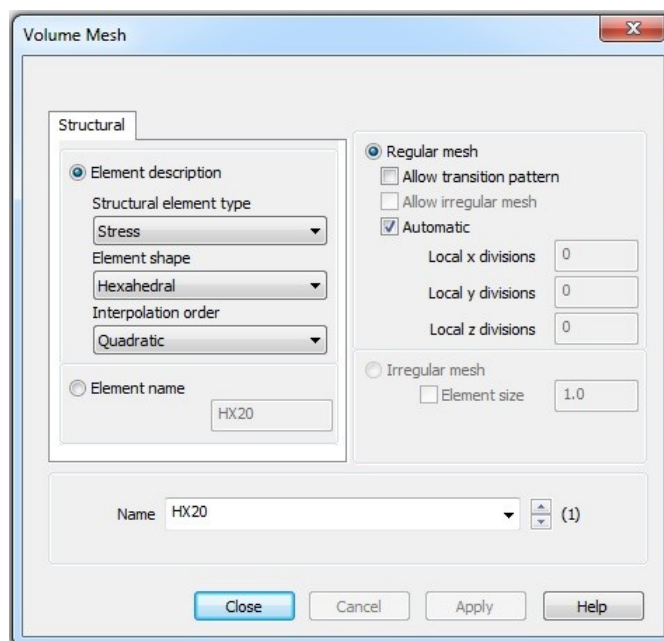 Volume Mesh
Structural
Element description
Structural element type
Stress
Element shape
Hexahedral
Interpolation order
Quadratic
Element name
HX20
Regular mesh
Allow transition pattern
Allow irregular mesh
Automatic
Local x divisions 0
Local y divisions 0
Local z divisions 0
Irregular mesh
Element size 1.0
Name HX20 (1)
Close Cancel Apply Help